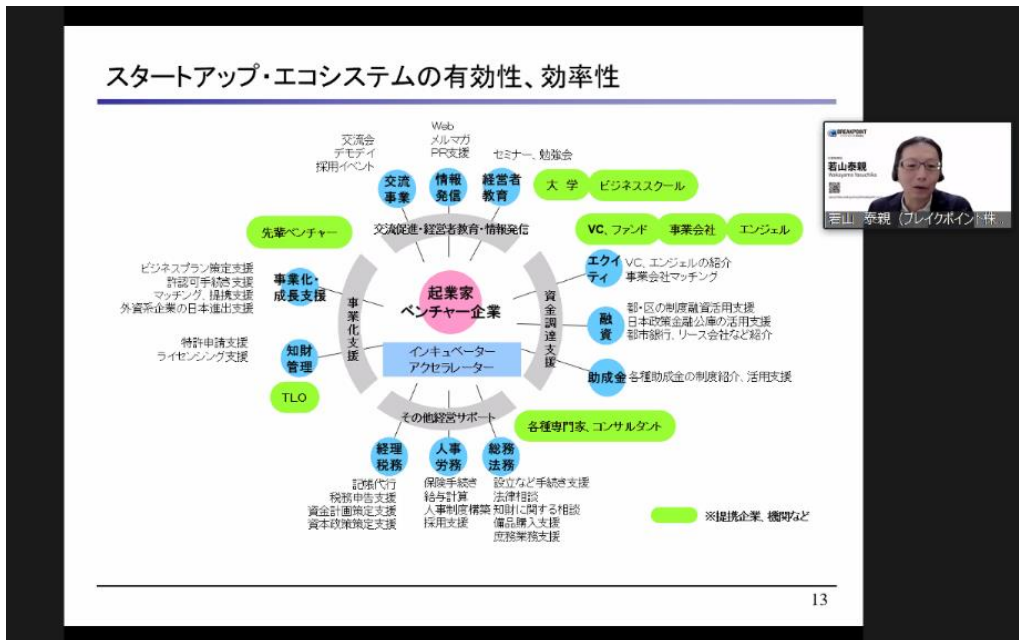 スタートアップ・エコシステムの有効性、効率性
交流会
デモデイ
採用イベント
Web
メルマガ
PR支援
セミナー、勉強会
交流
事業
情報
発信
経営者
教育
大学
ビジネススクール
先輩ベンチャー
交流促進・経営者教育・情報発信
VC、ファンド
事業会社
エンジェル
ビジネスプラン策定支援
許認可手続き支援
マッチング、提携支援
外資系企業の日本進出支援
事業化・
成長支援
事業化支援
起業家
ベンチャー企業
資金調達支援
エクイ
ティ
VC、エンジェルの紹介
事業会社マッチング
融
資
都・区の制度融資活用支援
日本政策金融公庫の活用支援
都市銀行、リース会社など紹介
特許申請支援
ライセンシング支援
知財
管理
インキュベーター
アクセラレーター
助成金
各種助成金の制度紹介、活用支援
TLO
その他経営サポート
各種専門家、コンサルタント
経理
税務
人事
労務
総務
法務
記帳代行
税務申告支援
資金計画策定支援
資本政策策定支援
保険手続き
給与計算
人事制度構築
採用支援
設立など手続き支援
法律相談
知財に関する相談
備品購入支援
庶務業務支援
※提携企業、機関など
13
BREAKPOINT
若山泰親
Wakayama Yasuchika
若山 泰親（ブレイクポイント株...